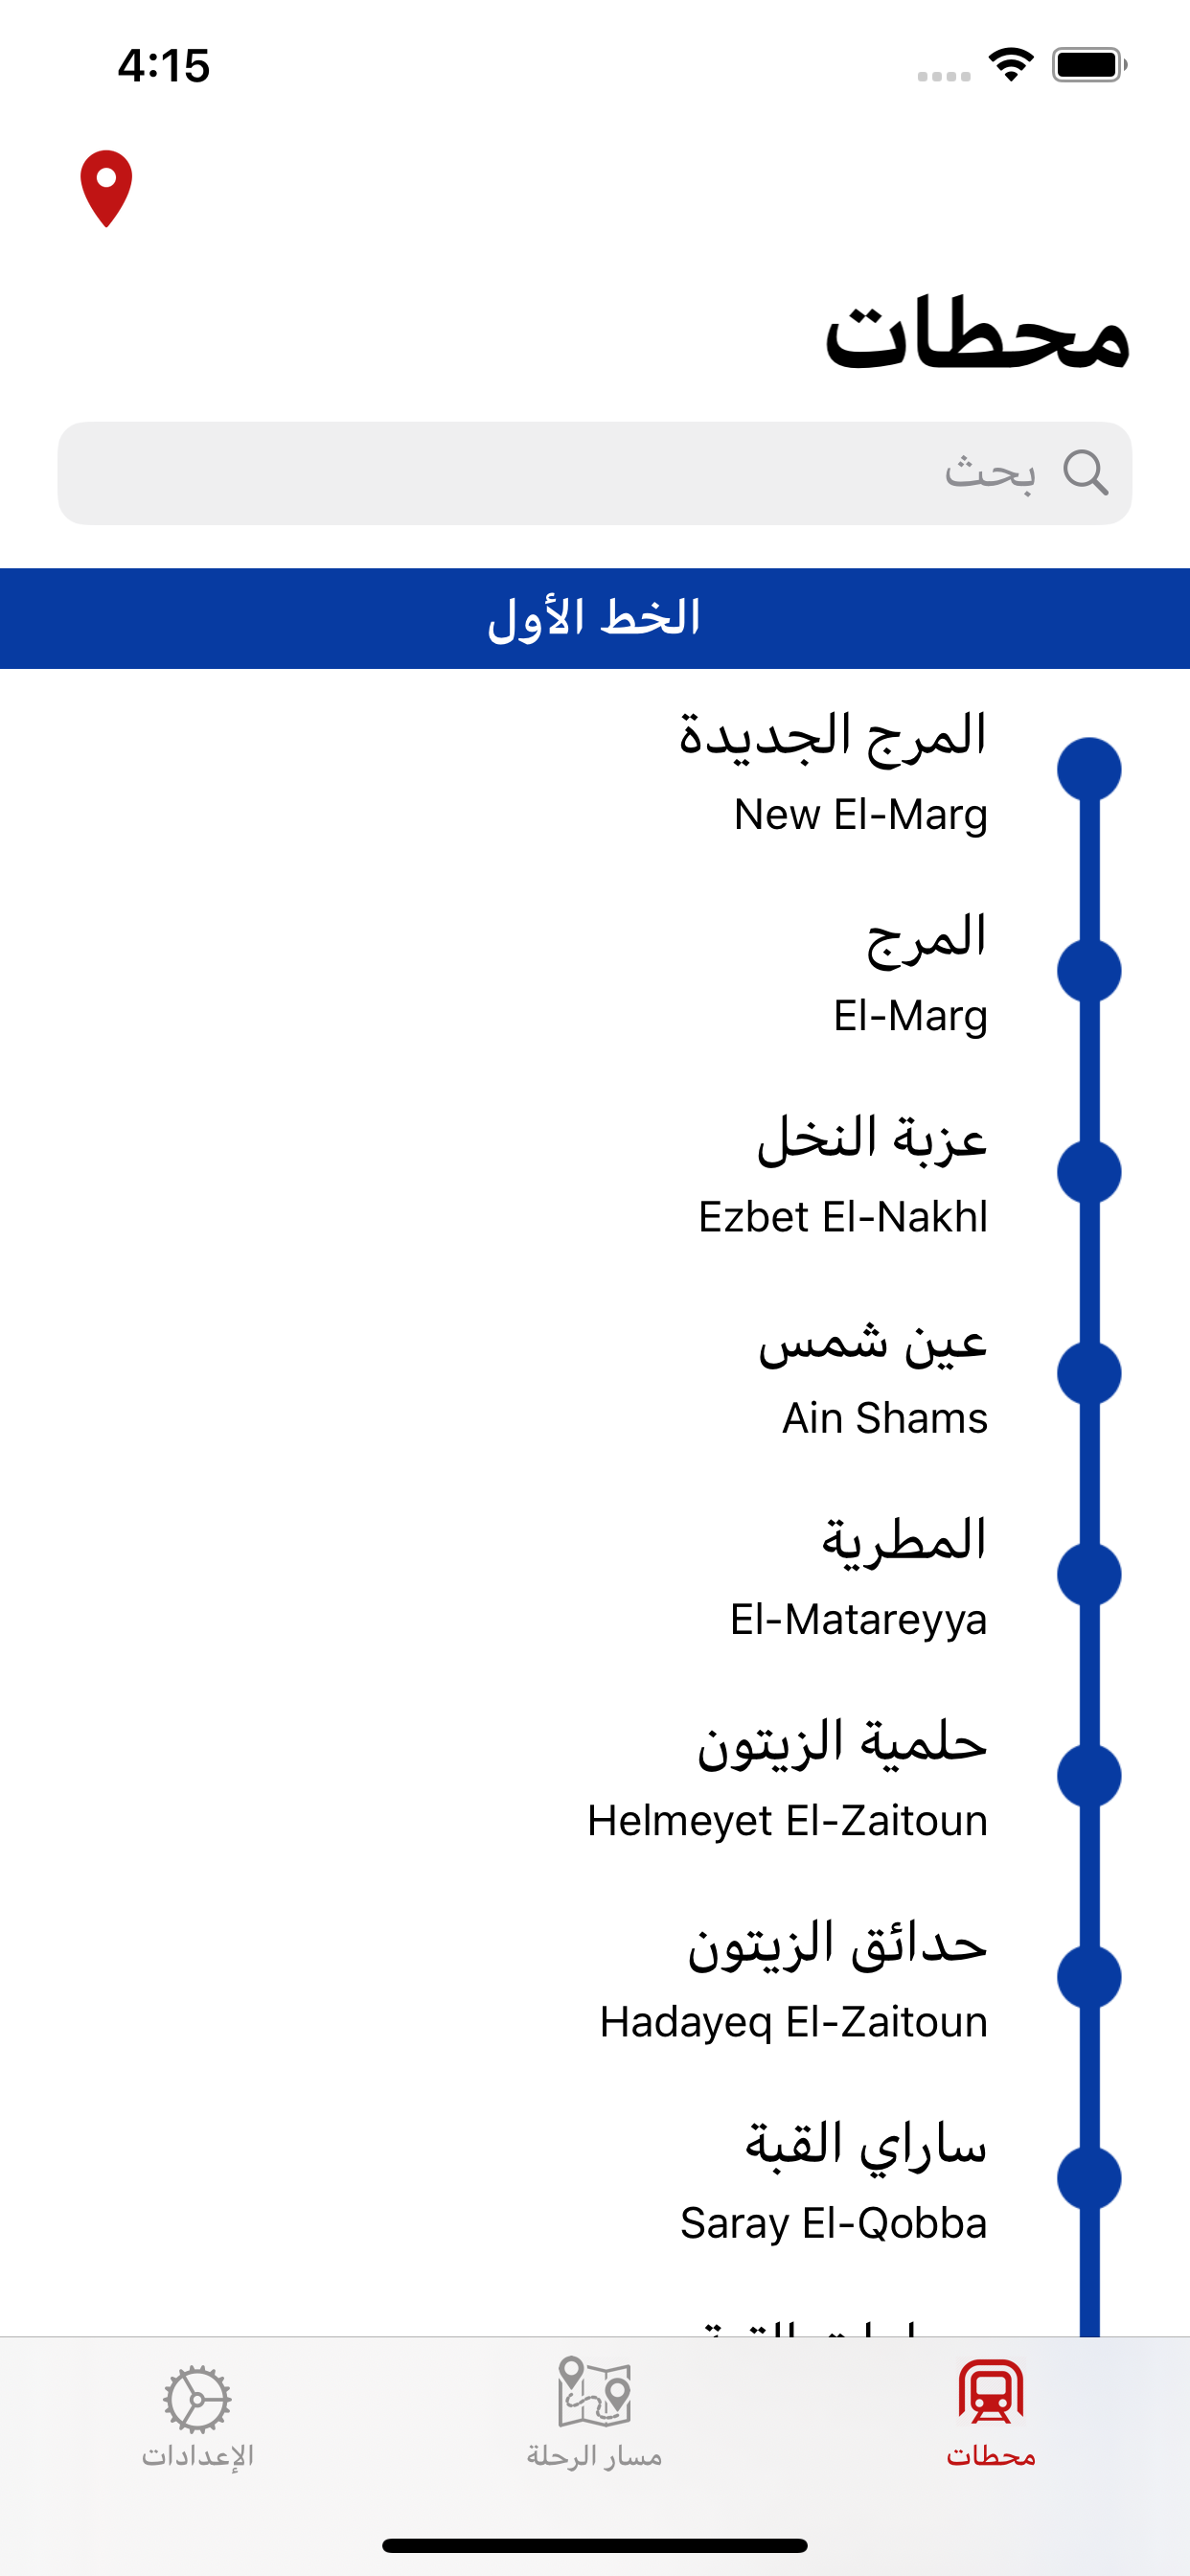 4:15
محطات
بحث
الخط الأول
المرج الجديدة
New El-Marg
المرج
El-Marg
عزبة النخل
Ezbet El-Nakhl
عين شمس
Ain Shams
المطرية
El-Matareyya
حلمية الزيتون
Helmeyet El-Zaitoun
حدائق الزيتون
Hadayeq El-Zaitoun
ساراي القبة
Saray El-Qobba
محطات
مسار الرحلة
الإعدادات